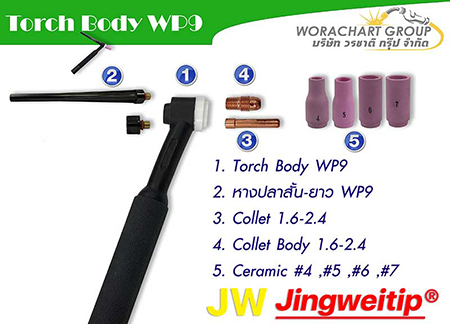 Torch Body WP9
WORACHART GROUP
บริษัท วรชาติ กรุ๊ป จำกัด
2
1
4
3
5
4
5
6
7
1. Torch Body WP9
2. หางปลาสั้น-ยาว WP9
3. Collet 1.6-2.4
4. Collet Body 1.6-2.4
5. Ceramic #4 ,#5 ,#6 ,#7
JW Jingweitip®